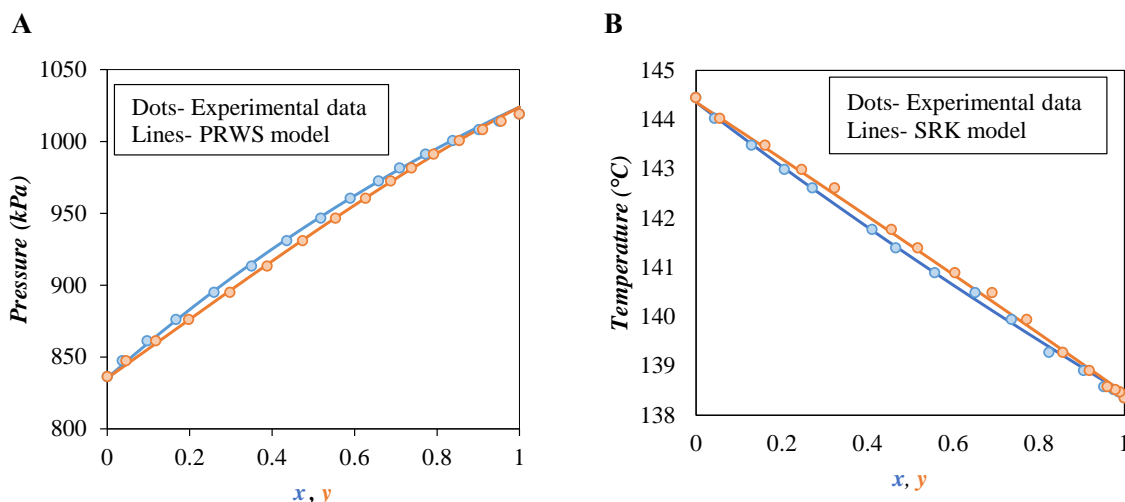 A
Pressure (kPa)
1050
1000
950
900
850
800
Dots- Experimental data
Lines- PRWS model
0 0.2 0.4 0.6 0.8 1
x , y
B
Temperature (°C)
145
144
143
142
141
140
139
138
Dots- Experimental data
Lines- SRK model
0 0.2 0.4 0.6 0.8 1
x, y